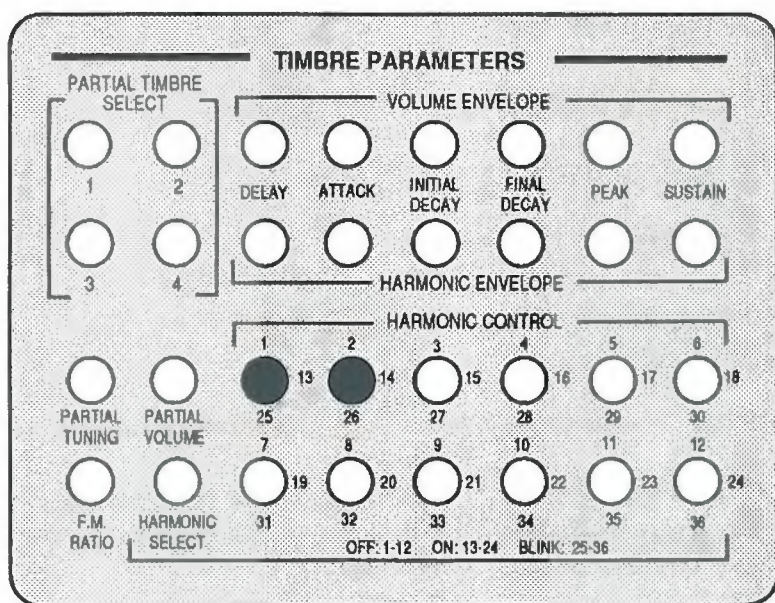 TIMBRE PARAMETERS
PARTIAL TIMBRE
SELECT
VOLUME ENVELOPE
1 2
DELAY ATTACK INITIAL DECAY FINAL DECAY PEAK SUSTAIN
3 4
HARMONIC ENVELOPE
HARMONIC CONTROL
1 2 3 4 5 6
13 14 15 16 17 18
PARTIAL TUNING PARTIAL VOLUME
25 26 27 28 29 30
7 8 9 10 11 12
19 20 21 22 23 24
F.M. RATIO HARMONIC SELECT
31 32 33 34 35 36
OFF: 1-12 ON: 13-24 BLINK: 25-36